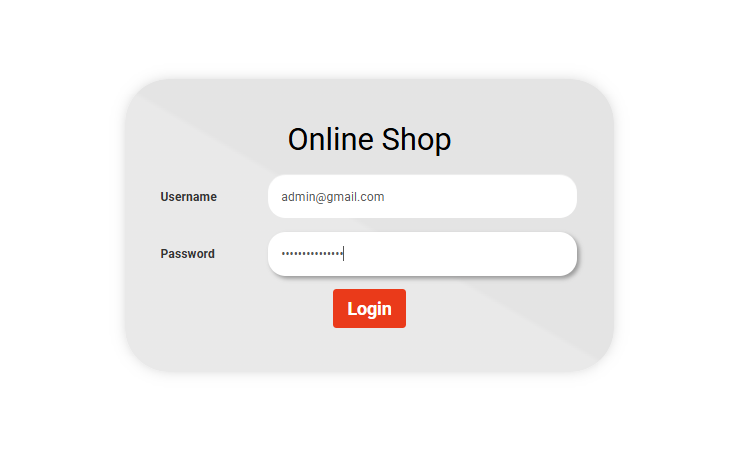 Online Shop
Username
admin@gmail.com
Password
•••••••••••••••
Login